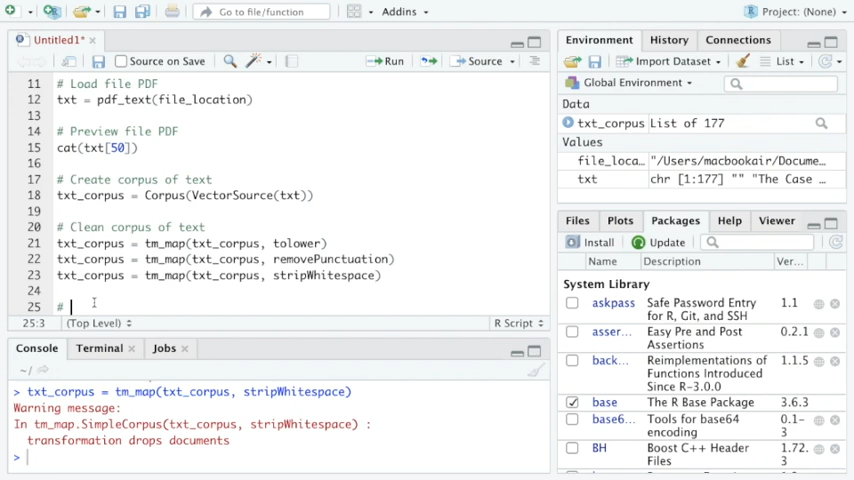 Go to file/function
Addins
Project: (None)
Untitled1*
Source on Save
Run
Source
11 # Load file PDF
12 txt = pdf_text(file_location)
13
14 # Preview file PDF
15 cat(txt[50])
16
17 # Create corpus of text
18 txt_corpus = Corpus(VectorSource(txt))
19
20 # Clean corpus of text
21 txt_corpus = tm_map(txt_corpus, tolower)
22 txt_corpus = tm_map(txt_corpus, removePunctuation)
23 txt_corpus = tm_map(txt_corpus, stripWhitespace)
24
25 #
25:3 (Top Level) R Script
Console Terminal Jobs
~/
> txt_corpus = tm_map(txt_corpus, stripWhitespace)
Warning message:
In tm_map.SimpleCorpus(txt_corpus, stripWhitespace) :
transformation drops documents
>
Environment History Connections
Import Dataset List
Global Environment
Data
txt_corpus List of 177
Values
file_loca… "/Users/macbookair/Docume…
txt chr [1:177] "" "The Case …
Files Plots Packages Help Viewer
Install Update
Name Description Ver…
System Library
askpass Safe Password Entry for R, Git, and SSH 1.1
asser… Easy Pre and Post Assertions 0.2.1
back… Reimplementations of Functions Introduced Since R-3.0.0 1.1.5
base The R Base Package 3.6.3
base6… Tools for base64 encoding 0.1-3
BH Boost C++ Header Files 1.72.3